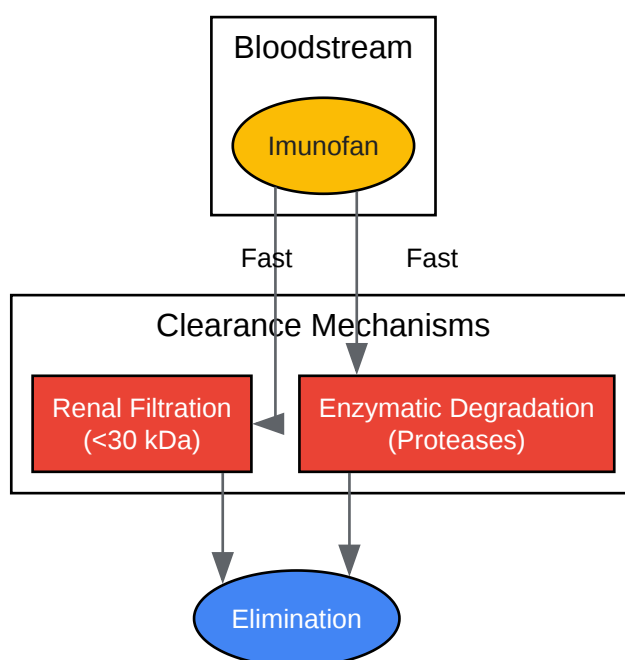 Bloodstream
Imunofan
Fast
Fast
Clearance Mechanisms
Renal Filtration
(<30 kDa)
Enzymatic Degradation
(Proteases)
Elimination